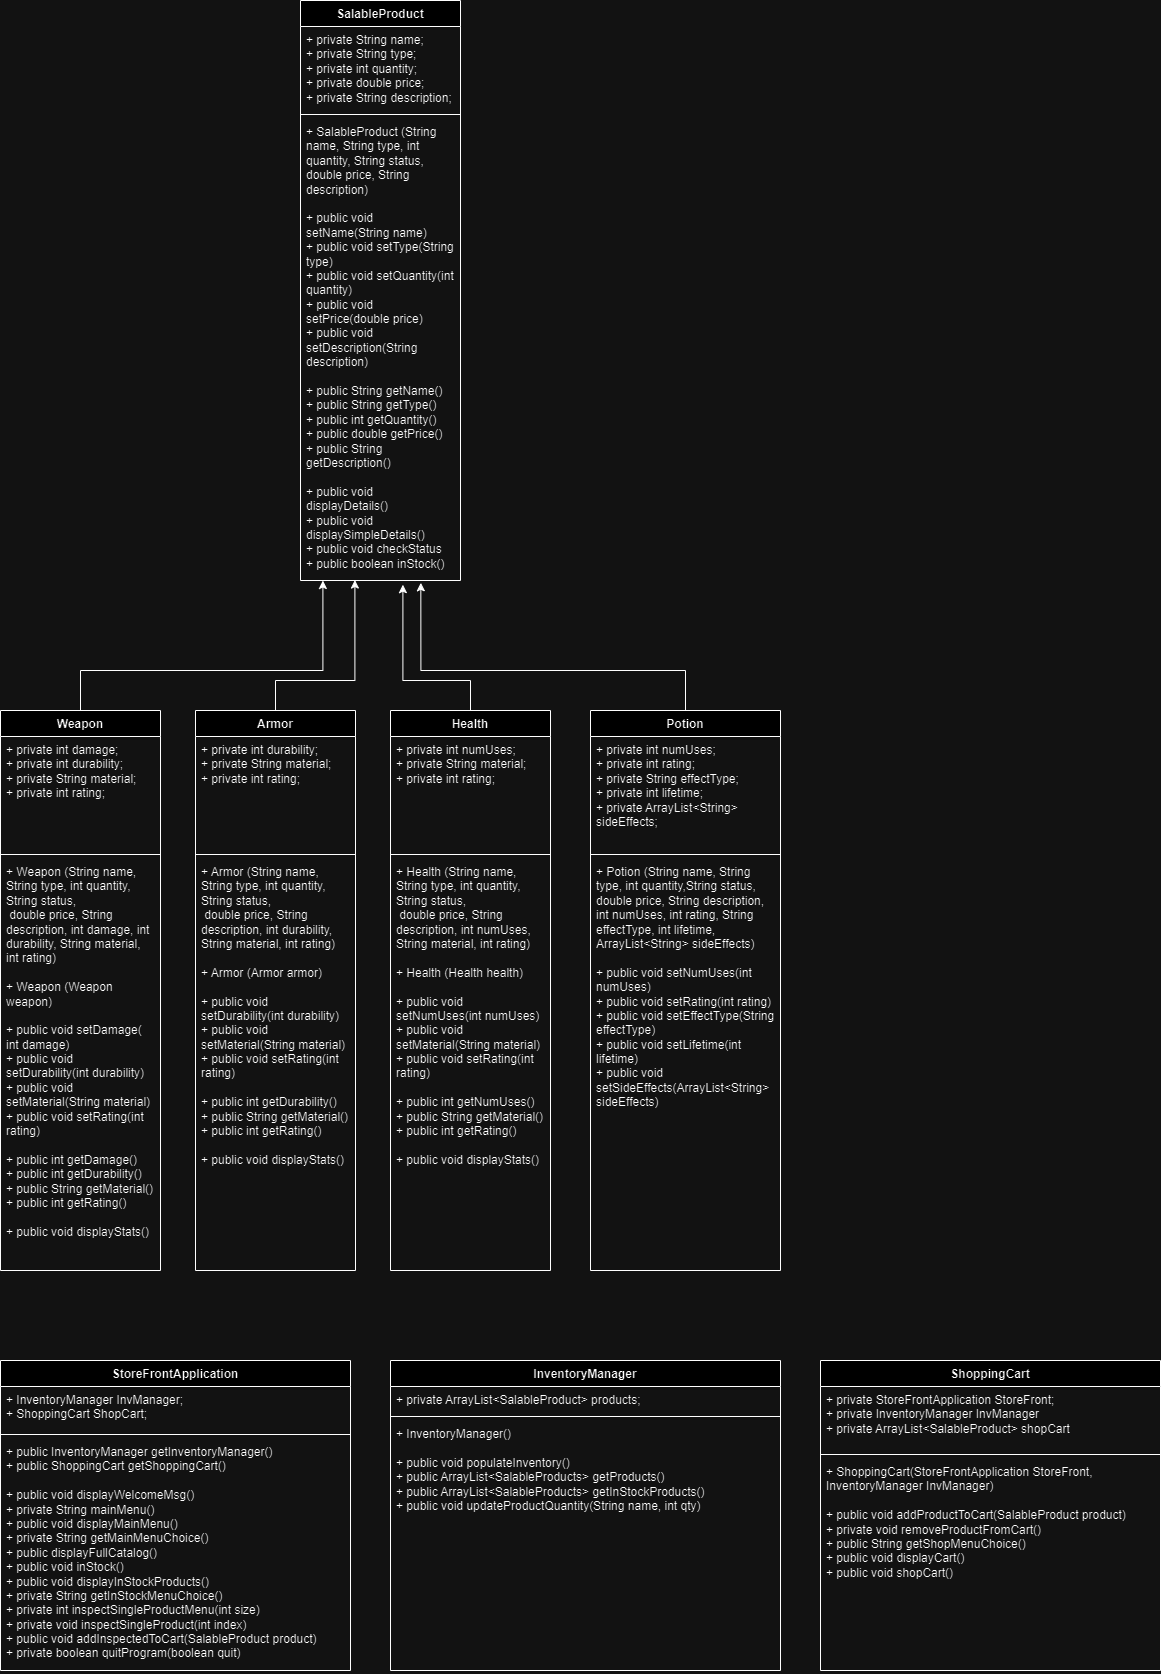 SalableProduct
+ private String name;
+ private String type;
+ private int quantity;
+ private double price;
+ private String description;
+ SalableProduct (String
name, String type, int
quantity, String status,
double price, String
description)
+ public void
setName(String name)
+ public void setType(String
type)
+ public void setQuantity(int
quantity)
+ public void
setPrice(double price)
+ public void
setDescription(String
description)
+ public String getName()
+ public String getType()
+ public int getQuantity()
+ public double getPrice()
+ public String
getDescription()
+ public void
displayDetails()
+ public void
displaySimpleDetails()
+ public void checkStatus
+ public boolean inStock()
Weapon
+ private int damage;
+ private int durability;
+ private String material;
+ private int rating;
+ Weapon (String name,
String type, int quantity,
String status,
double price, String
description, int damage, int
durability, String material,
int rating)
+ Weapon (Weapon
weapon)
+ public void setDamage(
int damage)
+ public void
setDurability(int durability)
+ public void
setMaterial(String material)
+ public void setRating(int
rating)
+ public int getDamage()
+ public int getDurability()
+ public String getMaterial()
+ public int getRating()
+ public void displayStats()
Armor
+ private int durability;
+ private String material;
+ private int rating;
+ Armor (String name,
String type, int quantity,
String status,
double price, String
description, int durability,
String material, int rating)
+ Armor (Armor armor)
+ public void
setDurability(int durability)
+ public void
setMaterial(String material)
+ public void setRating(int
rating)
+ public int getDurability()
+ public String getMaterial()
+ public int getRating()
+ public void displayStats()
Health
+ private int numUses;
+ private String material;
+ private int rating;
+ Health (String name,
String type, int quantity,
String status,
double price, String
description, int numUses,
String material, int rating)
+ Health (Health health)
+ public void
setNumUses(int numUses)
+ public void
setMaterial(String material)
+ public void setRating(int
rating)
+ public int getNumUses()
+ public String getMaterial()
+ public int getRating()
+ public void displayStats()
Potion
+ private int numUses;
+ private int rating;
+ private String effectType;
+ private int lifetime;
+ private ArrayList<String>
sideEffects;
+ Potion (String name, String
type, int quantity,String status,
double price, String description,
int numUses, int rating, String
effectType, int lifetime,
ArrayList<String> sideEffects)
+ public void setNumUses(int
numUses)
+ public void setRating(int rating)
+ public void setEffectType(String
effectType)
+ public void setLifetime(int
lifetime)
+ public void
setSideEffects(ArrayList<String>
sideEffects)
StoreFrontApplication
+ InventoryManager InvManager;
+ ShoppingCart ShopCart;
+ public InventoryManager getInventoryManager()
+ public ShoppingCart getShoppingCart()
+ public void displayWelcomeMsg()
+ private String mainMenu()
+ public void displayMainMenu()
+ private String getMainMenuChoice()
+ public displayFullCatalog()
+ public void inStock()
+ public void displayInStockProducts()
+ private String getInStockMenuChoice()
+ private int inspectSingleProductMenu(int size)
+ private void inspectSingleProduct(int index)
+ public void addInspectedToCart(SalableProduct product)
+ private boolean quitProgram(boolean quit)
InventoryManager
+ private ArrayList<SalableProduct> products;
+ InventoryManager()
+ public void populateInventory()
+ public ArrayList<SalableProducts> getProducts()
+ public ArrayList<SalableProducts> getInStockProducts()
+ public void updateProductQuantity(String name, int qty)
ShoppingCart
+ private StoreFrontApplication StoreFront;
+ private InventoryManager InvManager
+ private ArrayList<SalableProduct> shopCart
+ ShoppingCart(StoreFrontApplication StoreFront,
InventoryManager InvManager)
+ public void addProductToCart(SalableProduct product)
+ private void removeProductFromCart()
+ public String getShopMenuChoice()
+ public void displayCart()
+ public void shopCart()